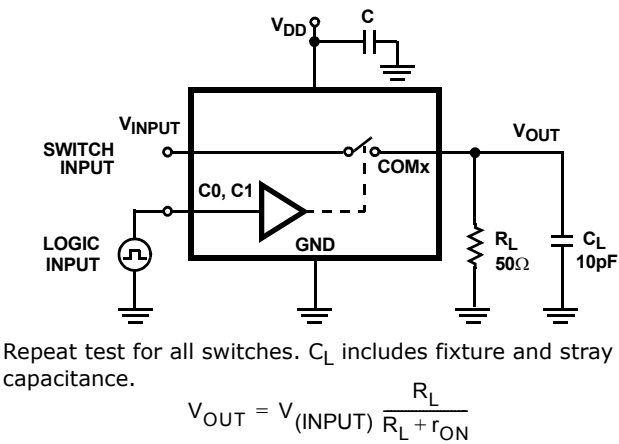 C
VDD
VINPUT
SWITCH
INPUT
VOUT
COMx
C0, C1
LOGIC
INPUT
GND
RL
50Ω
CL
10pF
Repeat test for all switches. CL includes fixture and stray
capacitance.
VOUT = V(INPUT) RL / RL + rON